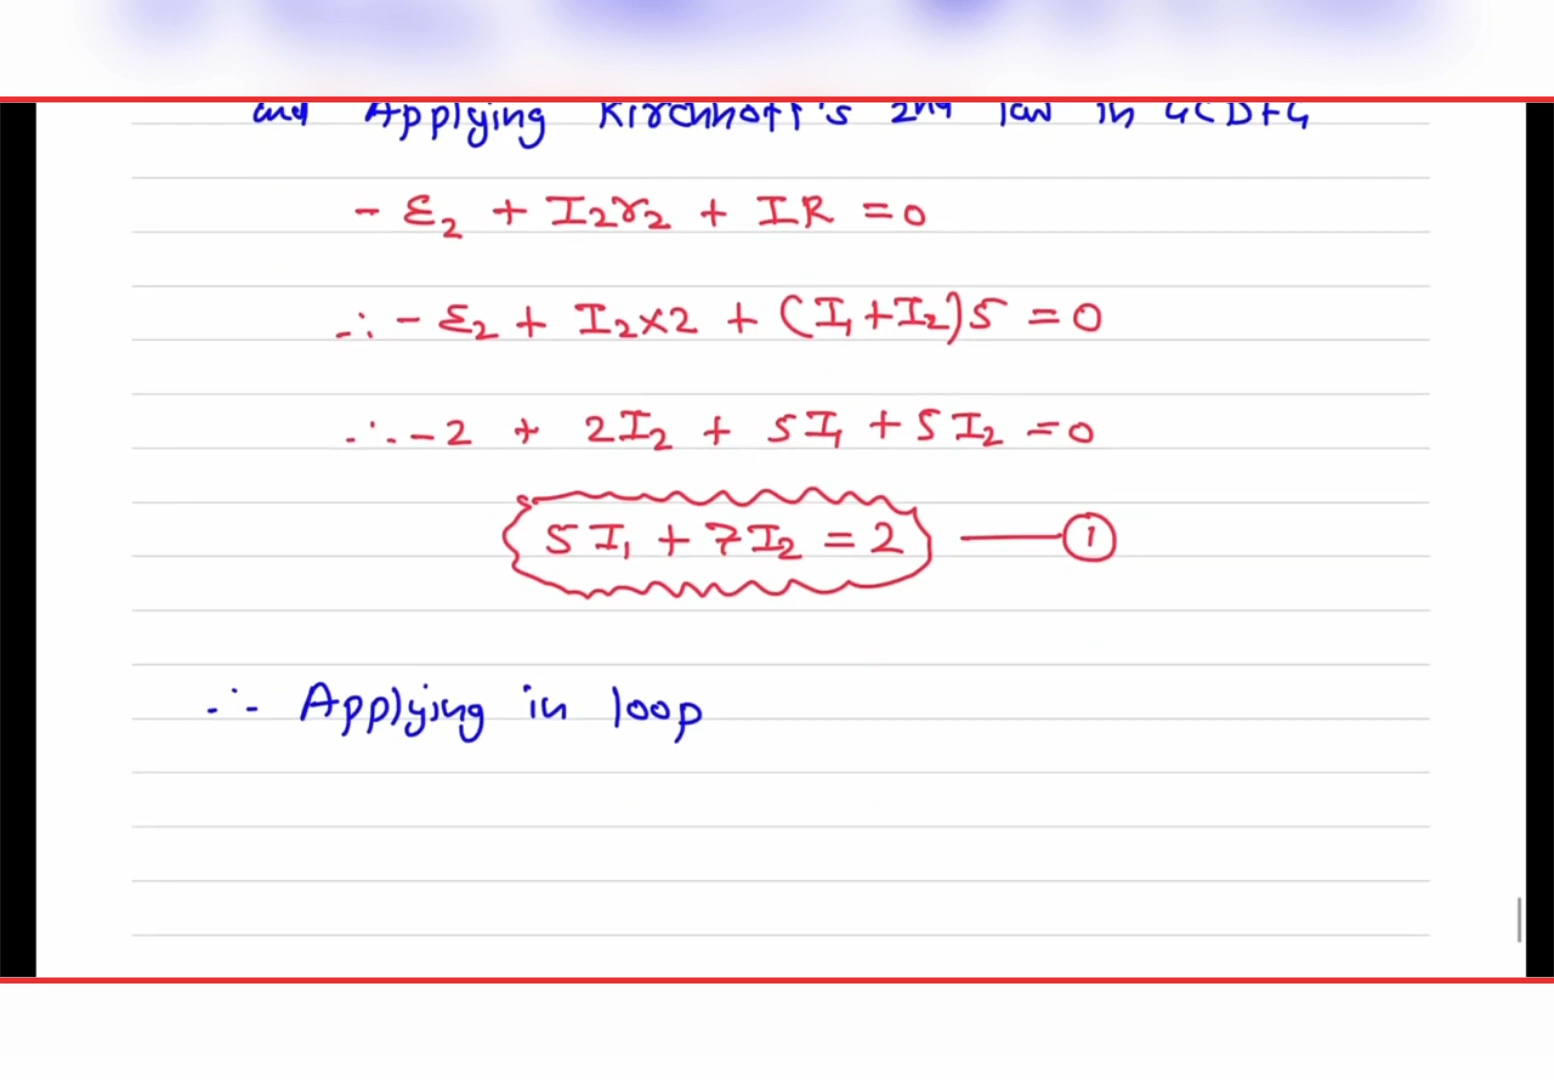 and Applying Kirchhoff's 2nd law in GCDFG
- ε₂ + I₂r₂ + IR = 0
∴ - ε₂ + I₂×2 + (I₁+I₂)5 = 0
∴ - 2 + 2I₂ + 5I₁ + 5I₂ = 0
5I₁ + 7I₂ = 2 —— ①
∴ Applying in loop